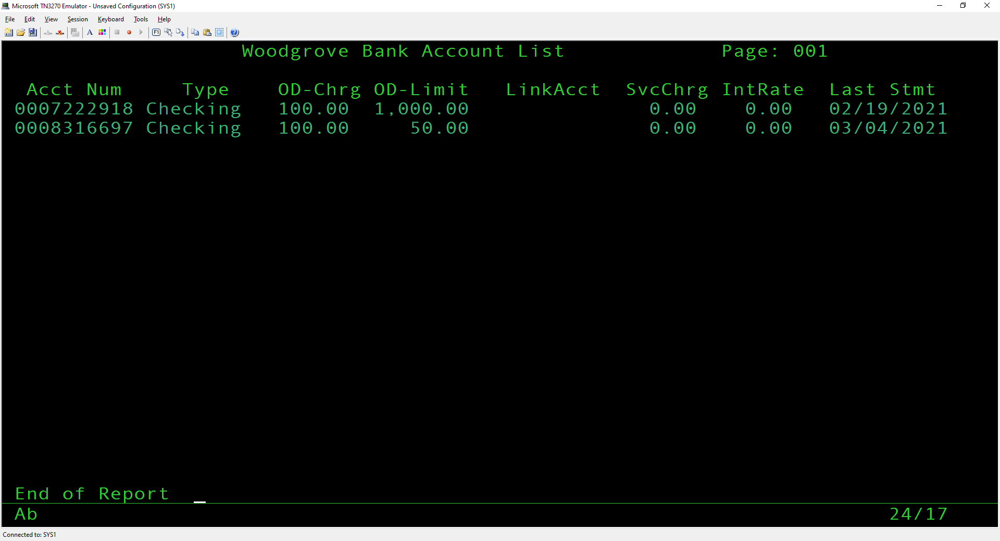 Microsoft TN3270 Emulator - Unsaved Configuration (SYS1)
File Edit View Session Keyboard Tools Help
A F1 ?
Woodgrove Bank Account List Page: 001
Acct Num Type OD-Chrg OD-Limit LinkAcct SvcChrg IntRate Last Stmt
0007222918 Checking 100.00 1,000.00 0.00 0.00 02/19/2021
0008316697 Checking 100.00 50.00 0.00 0.00 03/04/2021
End of Report _
Ab 24/17
Connected to: SYS1